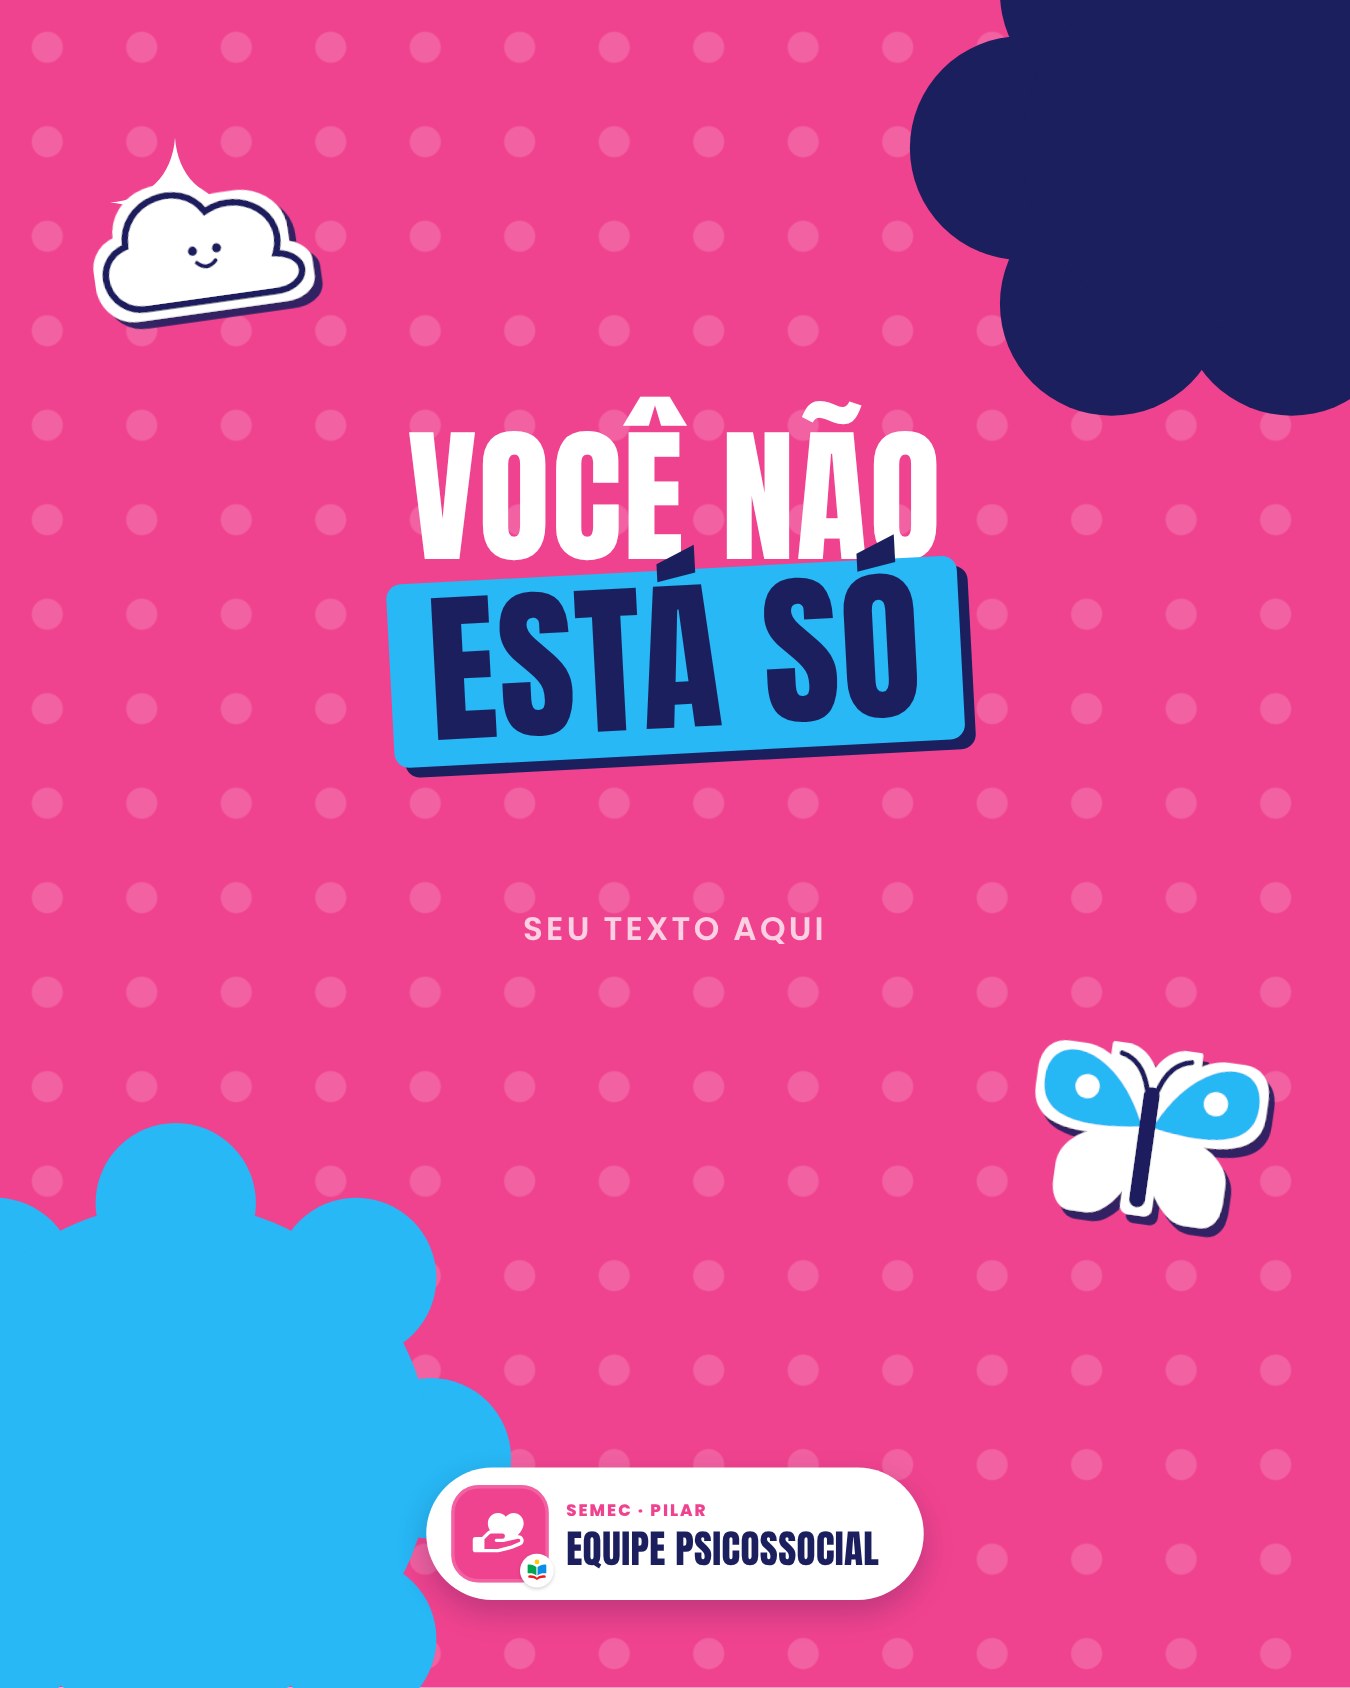 VOCÊ NÃO
ESTÁ SÓ
SEU TEXTO AQUI
SEMEC · PILAR
EQUIPE PSICOSSOCIAL